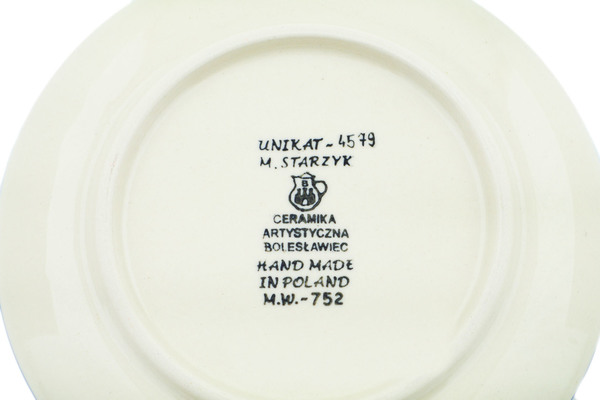 UNIKAT-4579
M. STARZYK
B
CERAMIKA
ARTYSTYCZNA
BOLESŁAWIEC
HAND MADE
IN POLAND
M.W.-752